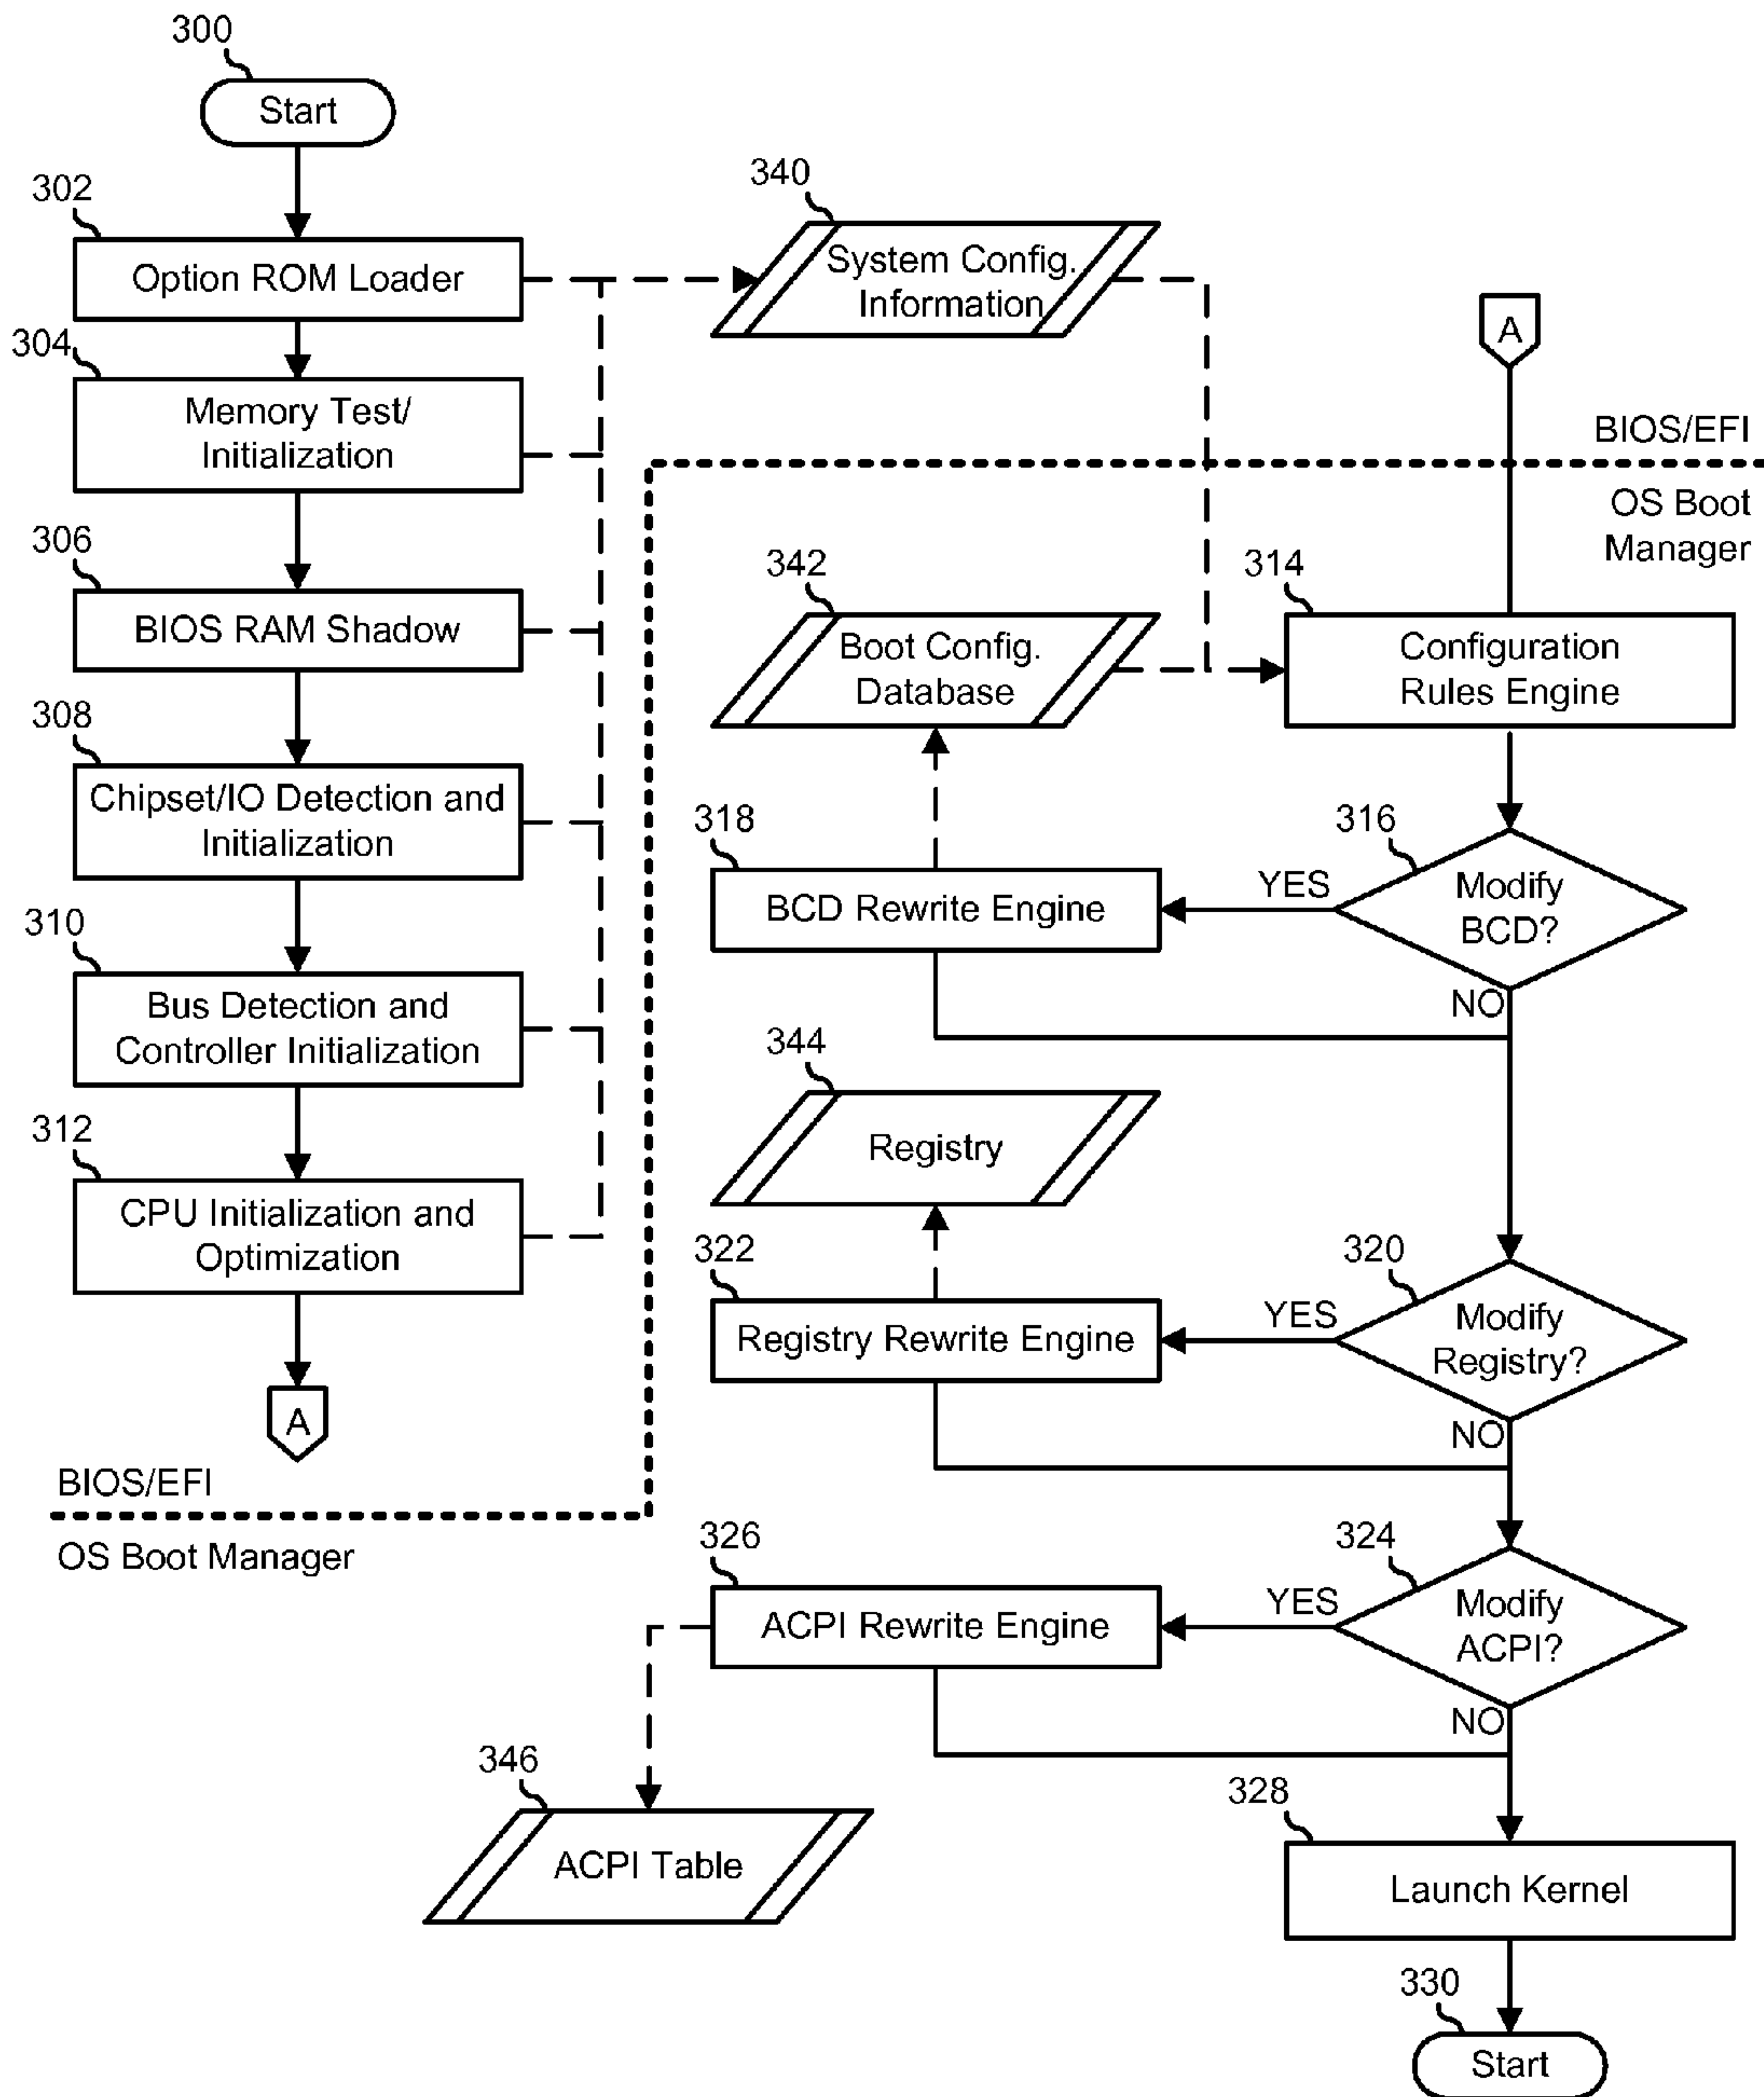 300
Start
302
Option ROM Loader
304
Memory Test/
Initialization
306
BIOS RAM Shadow
308
Chipset/IO Detection and
Initialization
310
Bus Detection and
Controller Initialization
312
CPU Initialization and
Optimization
A
BIOS/EFI
OS Boot Manager
340
System Config.
Information
A
BIOS/EFI
OS Boot
Manager
342
Boot Config.
Database
314
Configuration
Rules Engine
318
BCD Rewrite Engine
YES
316
Modify
BCD?
NO
344
Registry
322
Registry Rewrite Engine
YES
320
Modify
Registry?
NO
326
ACPI Rewrite Engine
YES
324
Modify
ACPI?
NO
346
ACPI Table
328
Launch Kernel
330
Start